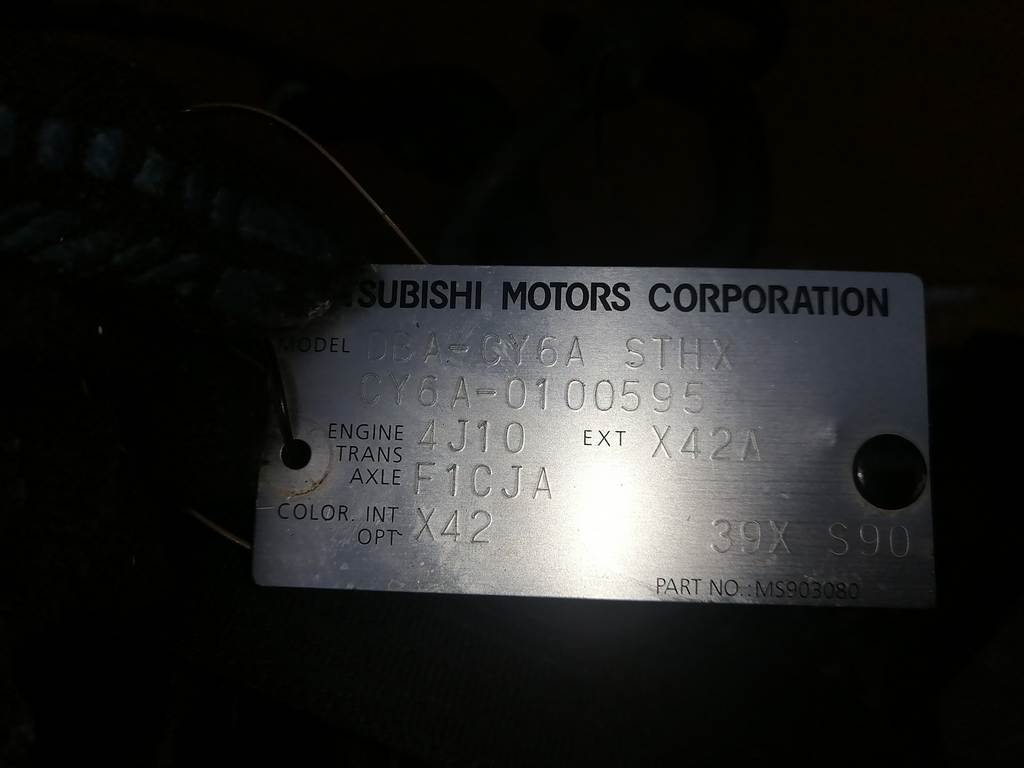 SUBISHI MOTORS CORPORATION
MODEL DBA-CY6A STHX
CY6A-0100595
ENGINE 4J10 EXT X42A
TRANS
AXLE F1CJA
COLOR. INT X42
OPT 39X S90
PART NO.:MS903080